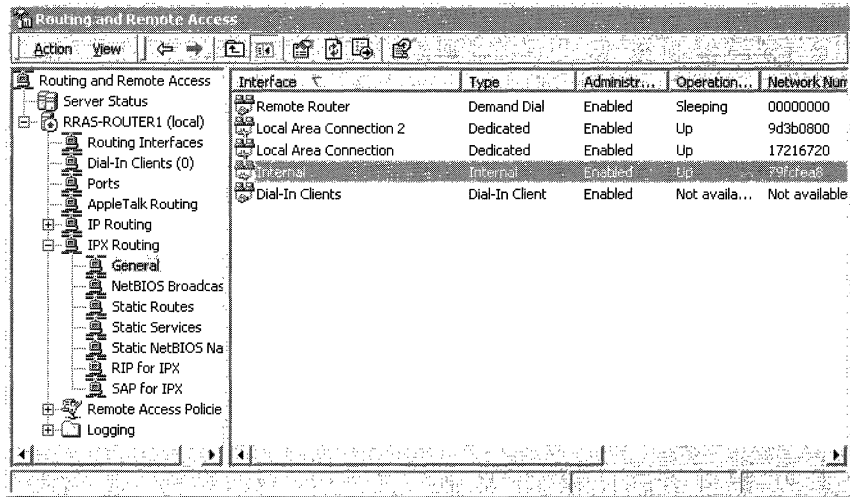 Routing and Remote Access
Action View
Routing and Remote Access
Server Status
RRAS-ROUTER1 (local)
Routing Interfaces
Dial-In Clients (0)
Ports
AppleTalk Routing
IP Routing
IPX Routing
General
NetBIOS Broadcas
Static Routes
Static Services
Static NetBIOS Na
RIP for IPX
SAP for IPX
Remote Access Policie
Logging
Interface Type Administr... Operation... Network Num
Remote Router Demand Dial Enabled Sleeping 00000000
Local Area Connection 2 Dedicated Enabled Up 9d3b0800
Local Area Connection Dedicated Enabled Up 17216720
Internal Internal Enabled Up
Dial-In Clients Dial-In Client Enabled Not availa... Not available